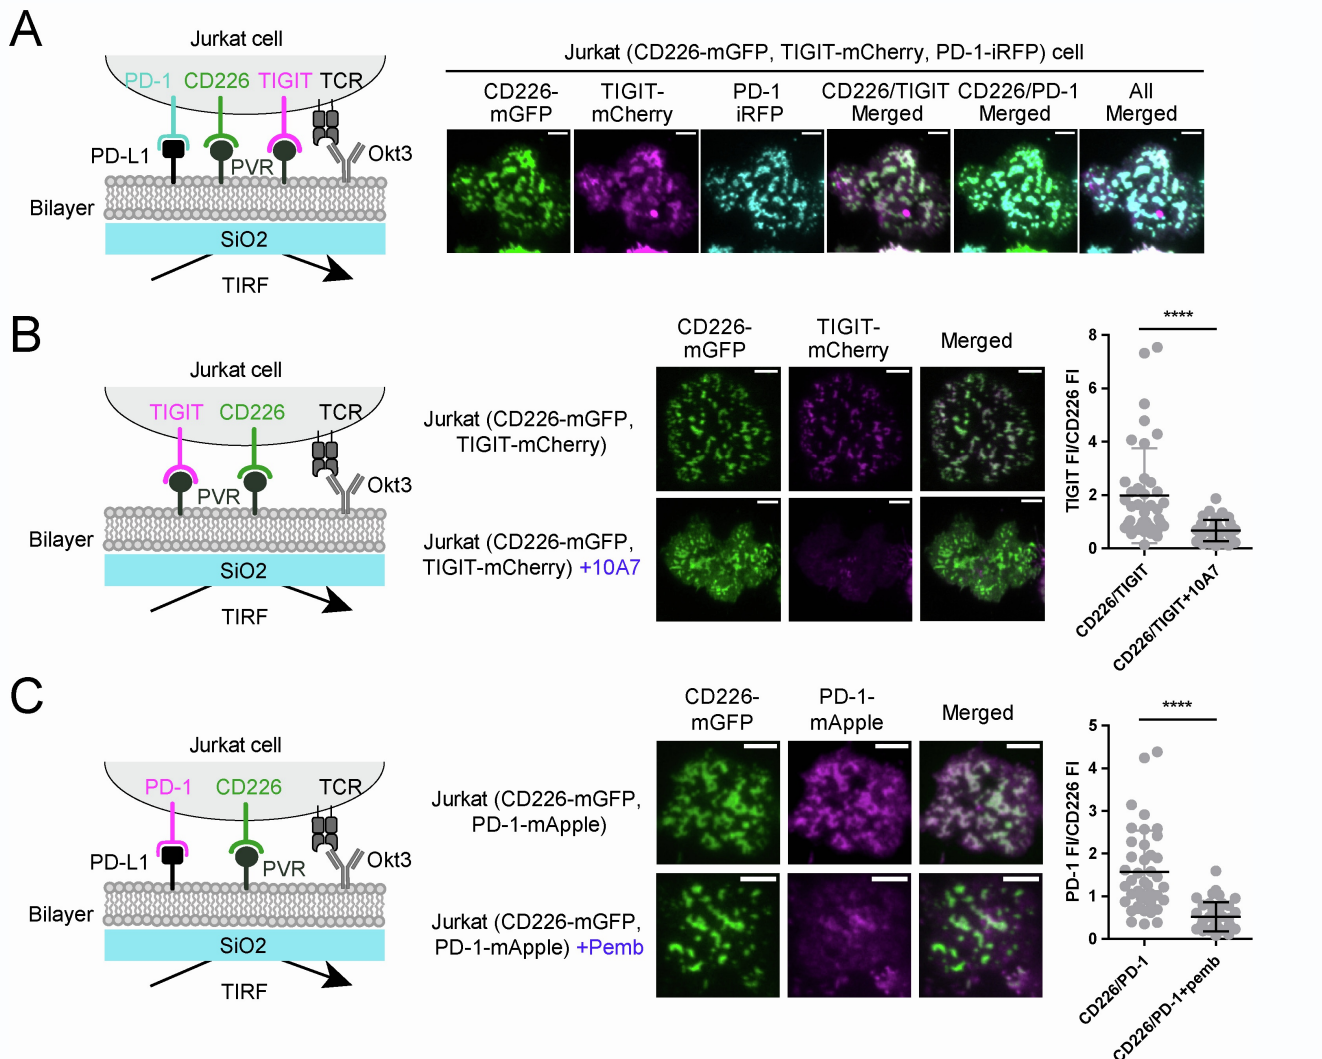 A
Jurkat cell
PD-1 CD226 TIGIT TCR
PD-L1
PVR
Okt3
Bilayer
SiO2
TIRF
Jurkat (CD226-mGFP, TIGIT-mCherry, PD-1-iRFP) cell
CD226-
mGFP
TIGIT-
mCherry
PD-1
iRFP
CD226/TIGIT
Merged
CD226/PD-1
Merged
All
Merged
B
Jurkat cell
TIGIT CD226 TCR
PVR
Okt3
Bilayer
SiO2
TIRF
CD226-
mGFP
TIGIT-
mCherry
Merged
Jurkat (CD226-mGFP,
TIGIT-mCherry)
Jurkat (CD226-mGFP,
TIGIT-mCherry) +10A7
TIGIT FI/CD226 FI
8
6
4
2
0
****
CD226/TIGIT
CD226/TIGIT+10A7
C
Jurkat cell
PD-1 CD226 TCR
PD-L1
PVR
Okt3
Bilayer
SiO2
TIRF
CD226-
mGFP
PD-1-
mApple
Merged
Jurkat (CD226-mGFP,
PD-1-mApple)
Jurkat (CD226-mGFP,
PD-1-mApple) +Pemb
PD-1 FI/CD226 FI
5
4
3
2
1
0
****
CD226/PD-1
CD226/PD-1+pemb